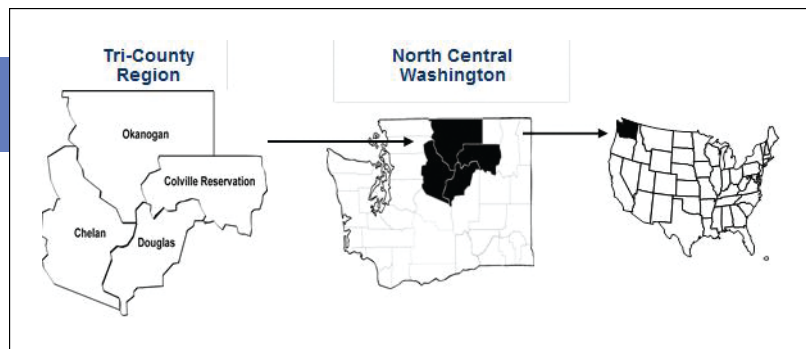 Tri-County
Region
North Central
Washington
Okanogan
Colville Reservation
Chelan
Douglas